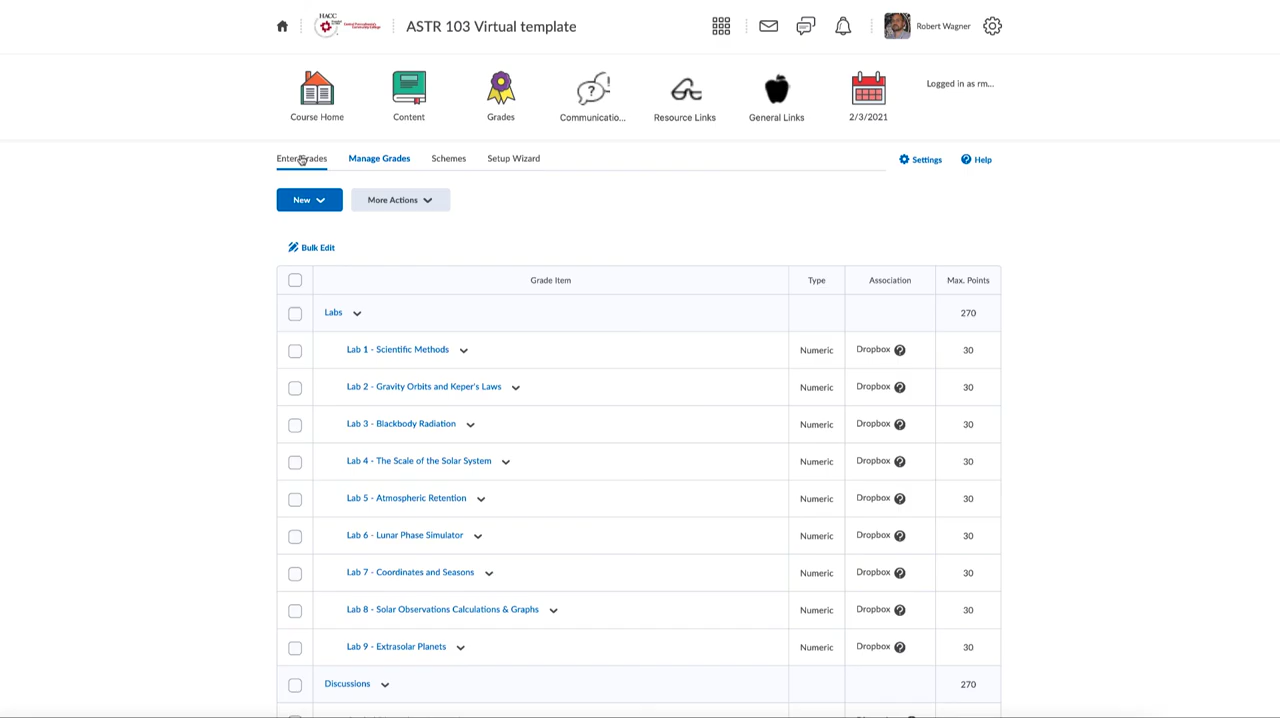 HACC
Central Pennsylvania's
Community College
ASTR 103 Virtual template
Robert Wagner
Course Home
Content
Grades
Communicatio...
Resource Links
General Links
2/3/2021
Logged in as rm...
Enter Grades
Manage Grades
Schemes
Setup Wizard
Settings
Help
New
More Actions
Bulk Edit
Grade Item Type Association Max. Points
Labs 270
Lab 1 - Scientific Methods Numeric Dropbox 30
Lab 2 - Gravity Orbits and Keper's Laws Numeric Dropbox 30
Lab 3 - Blackbody Radiation Numeric Dropbox 30
Lab 4 - The Scale of the Solar System Numeric Dropbox 30
Lab 5 - Atmospheric Retention Numeric Dropbox 30
Lab 6 - Lunar Phase Simulator Numeric Dropbox 30
Lab 7 - Coordinates and Seasons Numeric Dropbox 30
Lab 8 - Solar Observations Calculations & Graphs Numeric Dropbox 30
Lab 9 - Extrasolar Planets Numeric Dropbox 30
Discussions 270